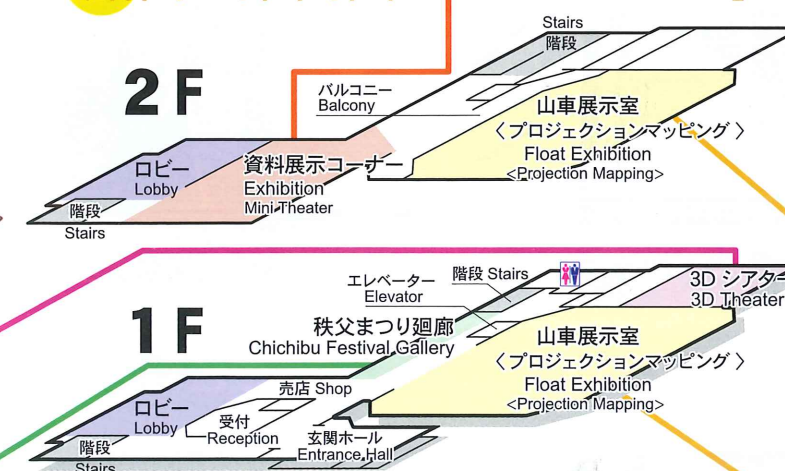 Stairs
階段
2F
バルコニー
Balcony
山車展示室
〈プロジェクションマッピング 〉
Float Exhibition
<Projection Mapping>
ロビー
Lobby
資料展示コーナー
Exhibition
Mini Theater
階段
Stairs
エレベーター
Elevator
階段 Stairs
3D シアター
3D Theater
1F
秩父まつり廻廊
Chichibu Festival Gallery
山車展示室
〈プロジェクションマッピング 〉
Float Exhibition
<Projection Mapping>
売店 Shop
ロビー
Lobby
受付
Reception
玄関ホール
Entrance Hall
階段
Stairs